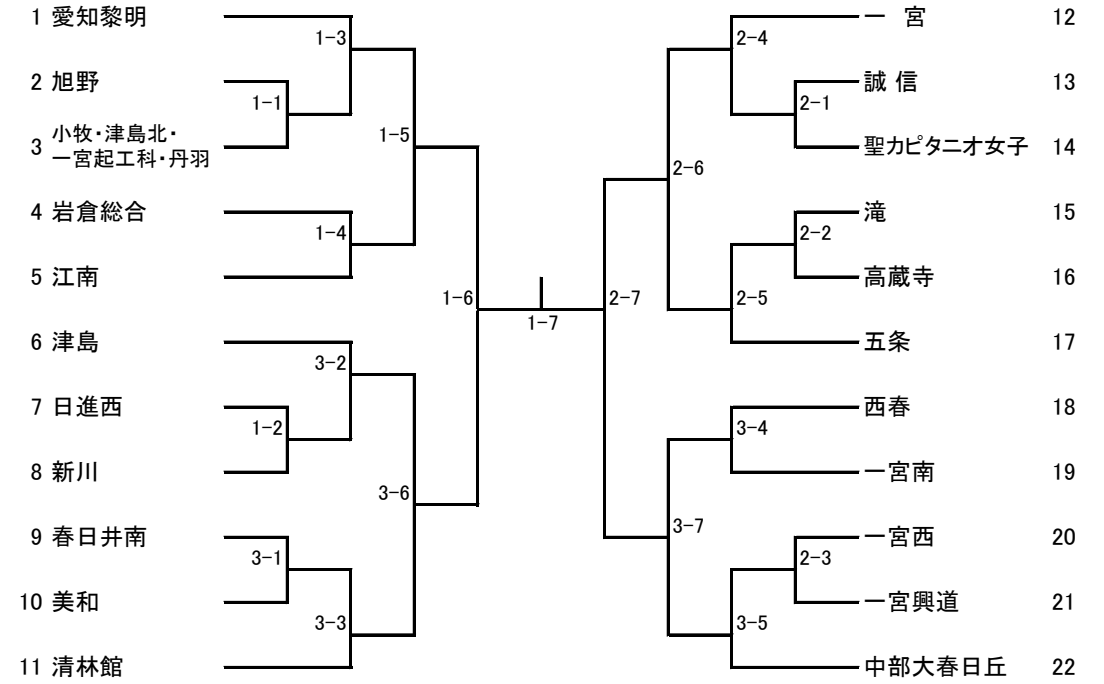 1 愛知黎明
2 旭野
3 小牧・津島北・
一宮起工科・丹羽
4 岩倉総合
5 江南
6 津島
7 日進西
8 新川
9 春日井南
10 美和
11 清林館
1-3
1-1
1-5
1-4
1-6
3-2
1-2
3-6
3-1
3-3
1-7
2-4
2-1
2-6
2-2
2-5
2-7
3-4
3-7
2-3
3-5
一 宮 12
誠 信 13
聖カピタニオ女子 14
滝 15
高蔵寺 16
五条 17
西春 18
一宮南 19
一宮西 20
一宮興道 21
中部大春日丘 22